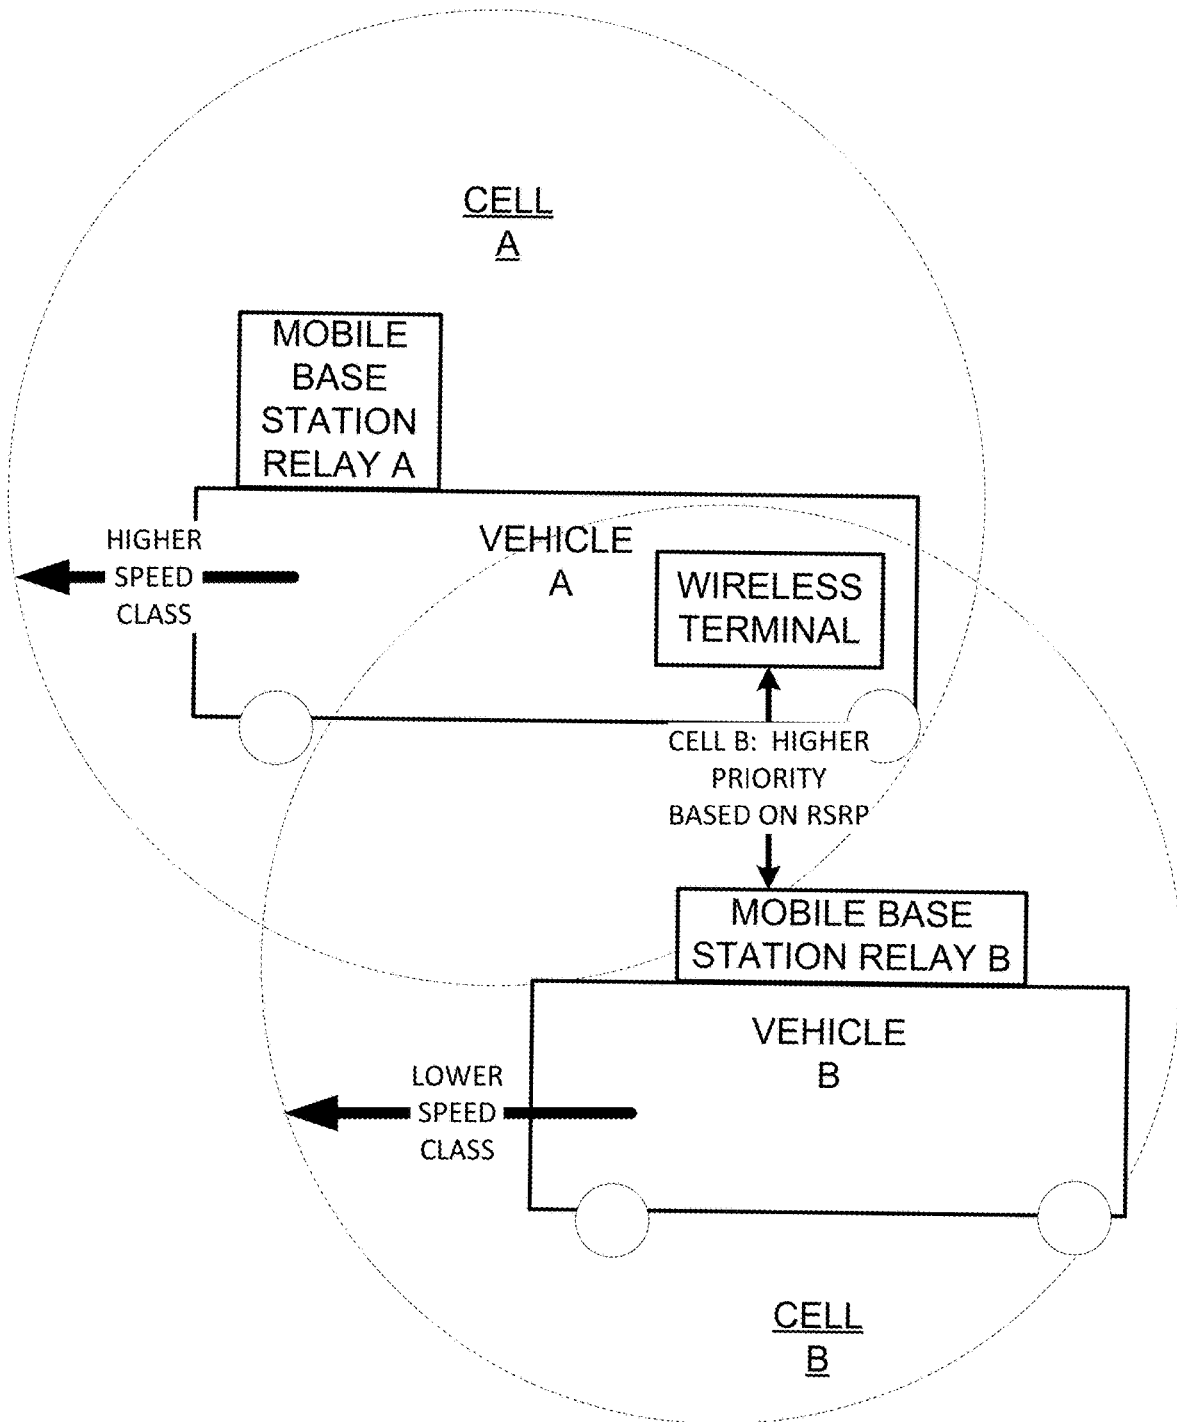 CELL
A
MOBILE
BASE
STATION
RELAY A
HIGHER
SPEED
CLASS
VEHICLE
A
WIRELESS
TERMINAL
CELL B: HIGHER
PRIORITY
BASED ON RSRP
MOBILE BASE
STATION RELAY B
VEHICLE
B
LOWER
SPEED
CLASS
CELL
B